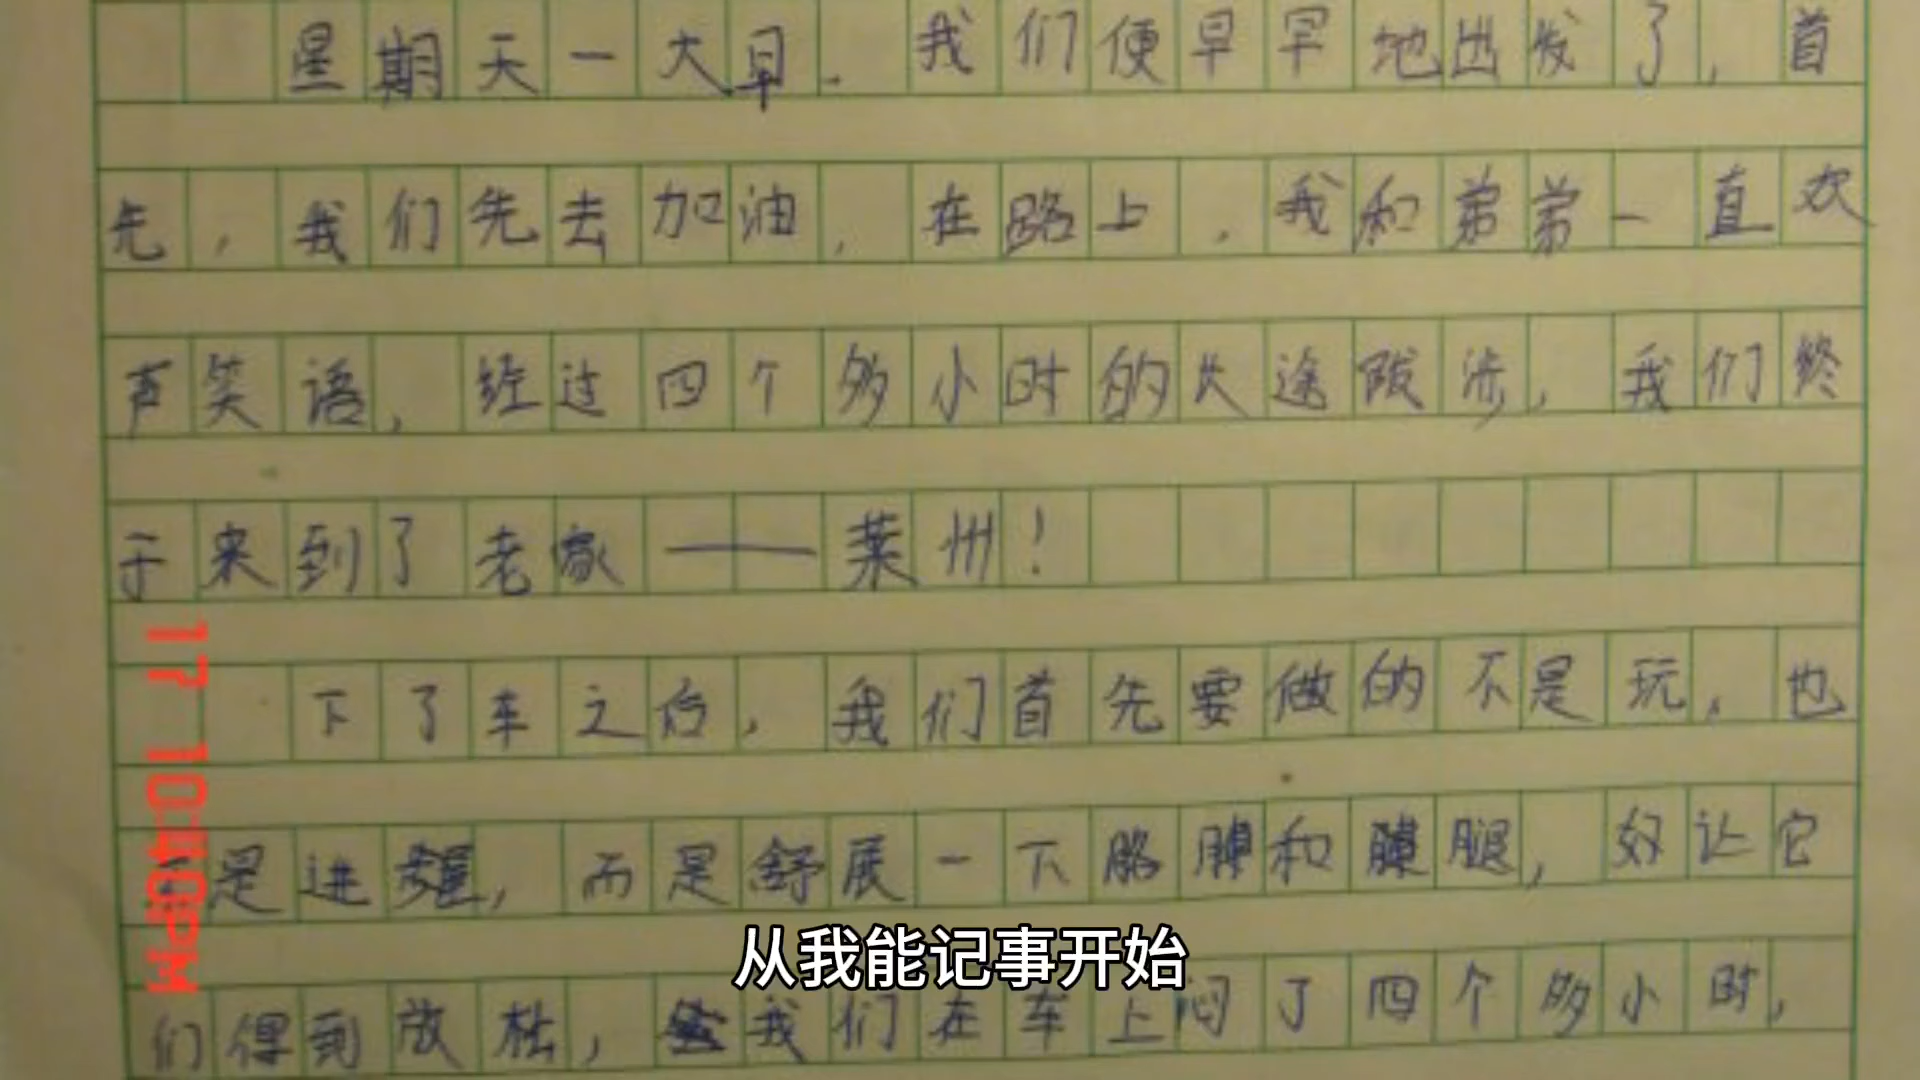 星期天一大早，我们便早早地出发了，首
先，我们先去加油，在路上，我和弟弟一直欢
声笑语，经过四个多小时的长途跋涉，我们终
于来到了老家——莱州！
下了车之后，我们首先要做的不是玩，也
是进屋，而是舒展一下胳膊和腿，好让它
从我能记事开始
们得到放松，我们在车上闷了四个多小时，
17 10:40PM